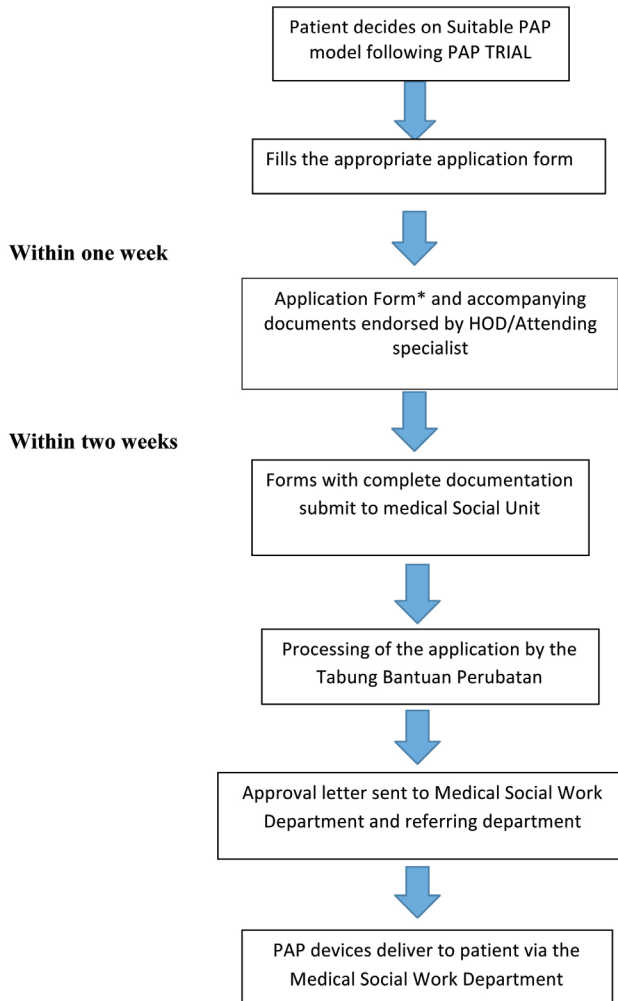 Patient decides on Suitable PAP
model following PAP TRIAL
Fills the appropriate application form
Within one week
Application Form* and accompanying
documents endorsed by HOD/Attending
specialist
Within two weeks
Forms with complete documentation
submit to medical Social Unit
Processing of the application by the
Tabung Bantuan Perubatan
Approval letter sent to Medical Social Work
Department and referring department
PAP devices deliver to patient via the
Medical Social Work Department